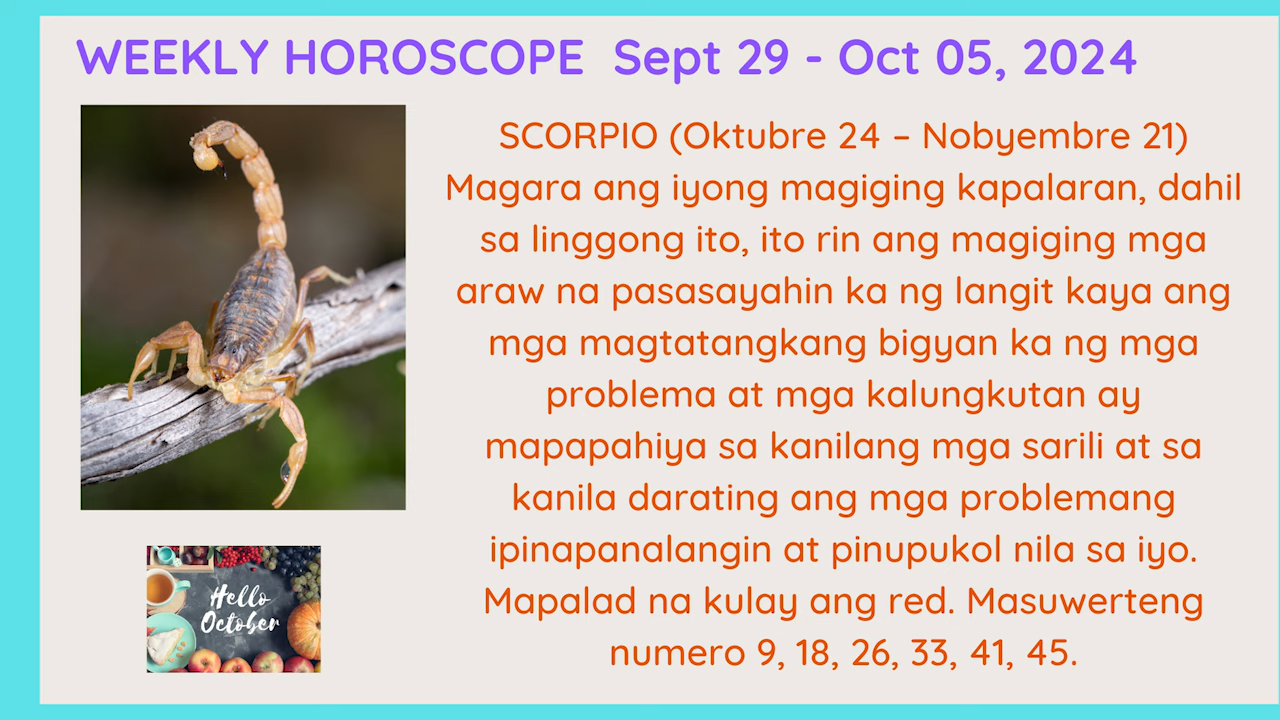 WEEKLY HOROSCOPE Sept 29 - Oct 05, 2024
SCORPIO (Oktubre 24 – Nobyembre 21)
Magara ang iyong magiging kapalaran, dahil
sa linggong ito, ito rin ang magiging mga
araw na pasasayahin ka ng langit kaya ang
mga magtatangkang bigyan ka ng mga
problema at mga kalungkutan ay
mapapahiya sa kanilang mga sarili at sa
kanila darating ang mga problemang
ipinapanalangin at pinupukol nila sa iyo.
Mapalad na kulay ang red. Masuwerteng
numero 9, 18, 26, 33, 41, 45.
Hello
October